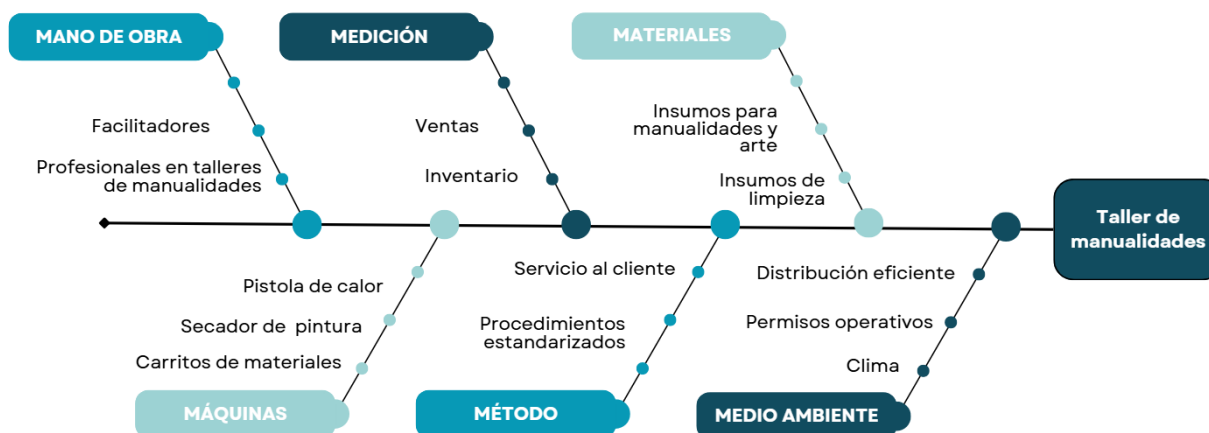 MANO DE OBRA
MEDICIÓN
MATERIALES
Facilitadores
Profesionales en talleres
de manualidades
Ventas
Inventario
Insumos para
manualidades y
arte
Insumos de
limpieza
Taller de
manualidades
Pistola de calor
Secador de pintura
Carritos de materiales
Servicio al cliente
Procedimientos
estandarizados
Distribución eficiente
Permisos operativos
Clima
MÁQUINAS
MÉTODO
MEDIO AMBIENTE